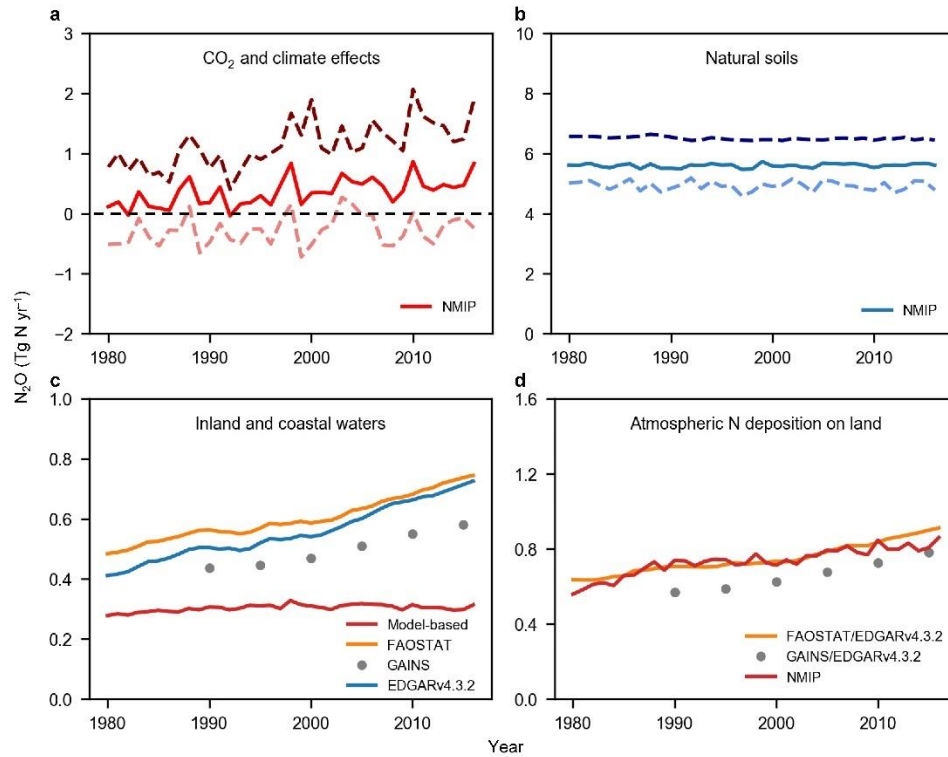 a
CO₂ and climate effects
3
2
1
0
−1
−2
NMIP
1980 1990 2000 2010
b
Natural soils
10
8
6
4
2
0
NMIP
1980 1990 2000 2010
N₂O (Tg N yr⁻¹)
c
Inland and coastal waters
1.0
0.8
0.6
0.4
0.2
0.0
Model-based
FAOSTAT
GAINS
EDGARv4.3.2
1980 1990 2000 2010
d
Atmospheric N deposition on land
1.6
1.2
0.8
0.4
0.0
FAOSTAT/EDGARv4.3.2
GAINS/EDGARv4.3.2
NMIP
1980 1990 2000 2010
Year